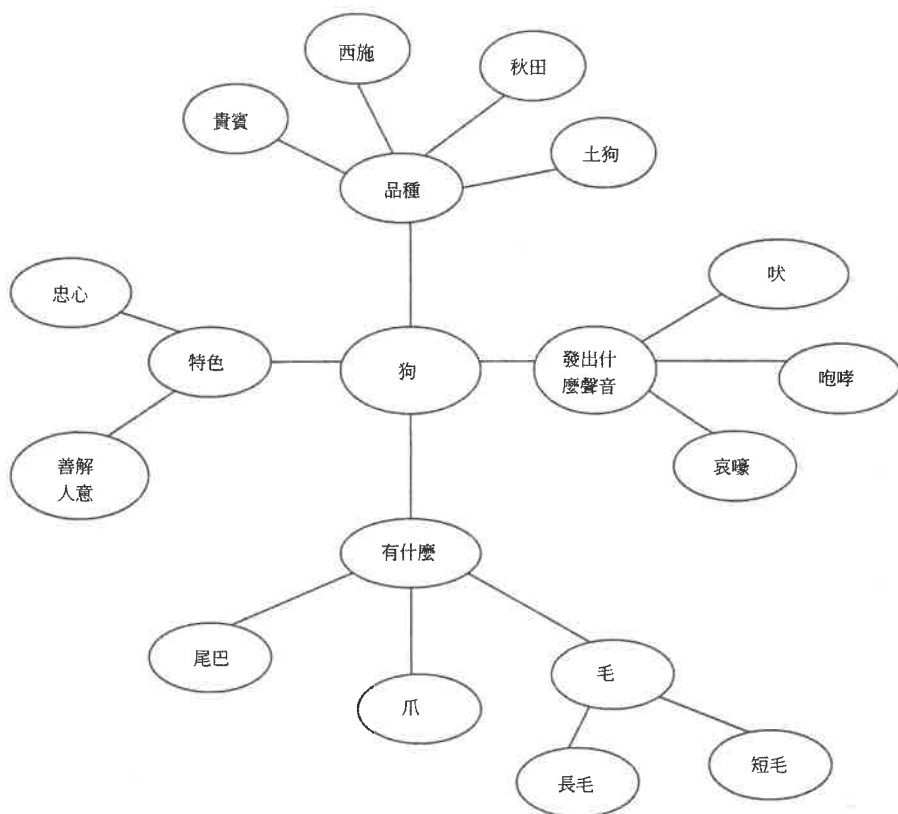 西施
秋田
貴賓
土狗
品種
忠心
吠
特色
狗
發出什
麼聲音
咆哮
善解
人意
哀嚎
有什麼
尾巴
爪
毛
長毛
短毛